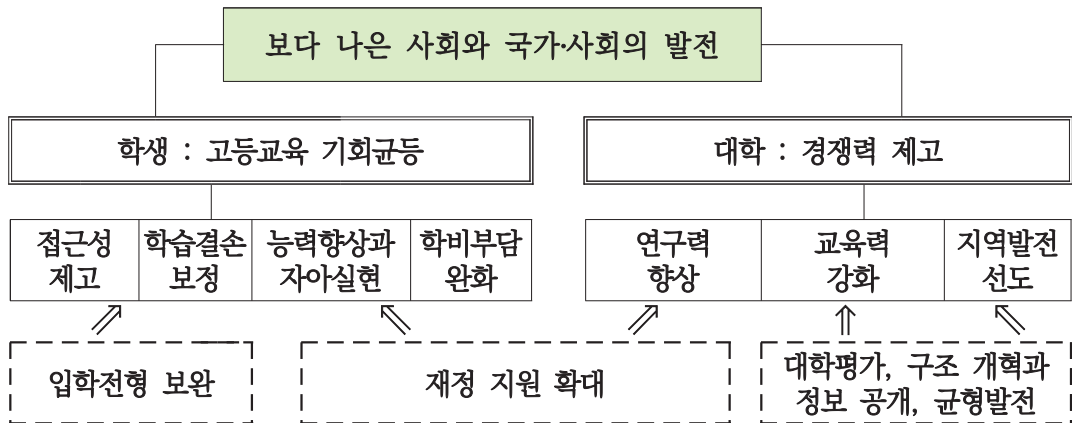 보다 나은 사회와 국가·사회의 발전
학생 : 고등교육 기회균등
대학 : 경쟁력 제고
접근성
제고
학습결손
보정
능력향상과
자아실현
학비부담
완화
연구력
향상
교육력
강화
지역발전
선도
입학전형 보완
재정 지원 확대
대학평가, 구조 개혁과
정보 공개, 균형발전